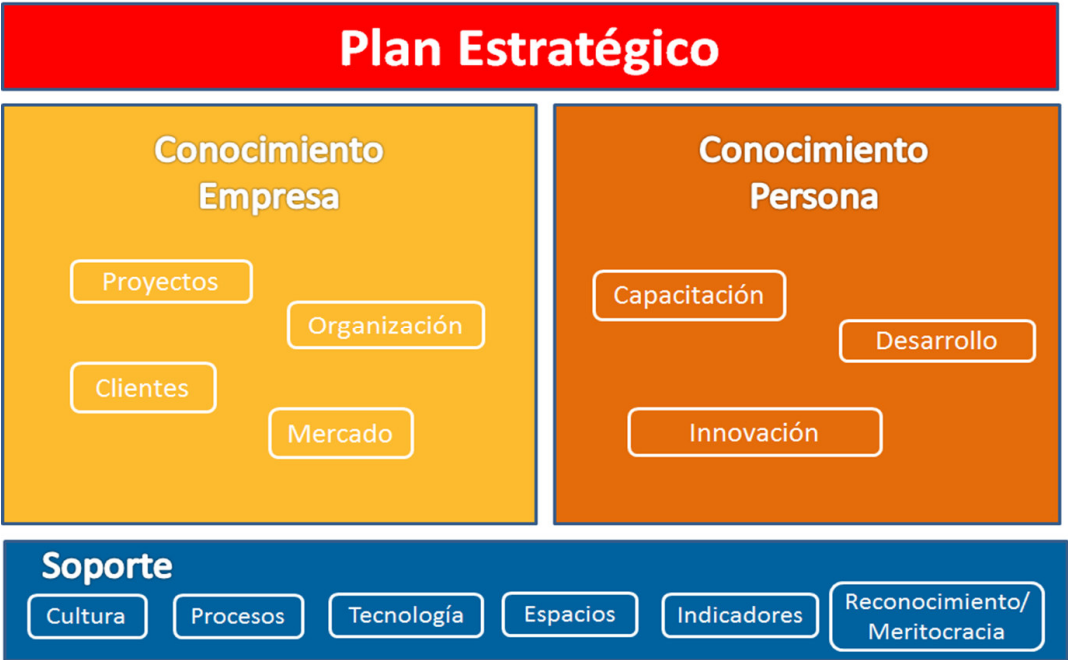 Plan Estratégico
Conocimiento
Empresa
Proyectos
Organización
Clientes
Mercado
Conocimiento
Persona
Capacitación
Desarrollo
Innovación
Soporte
Cultura
Procesos
Tecnología
Espacios
Indicadores
Reconocimiento/
Meritocracia